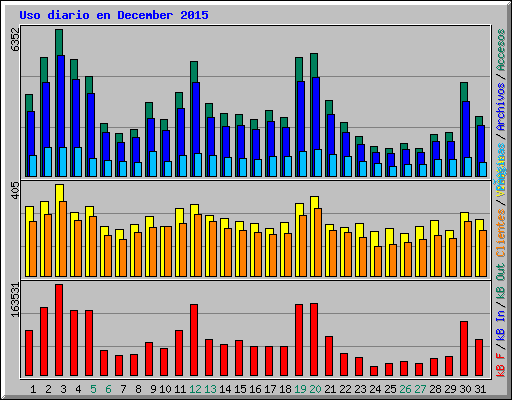 Uso diario en December 2015
6352
405
163531
kB F / kB In / kB Out Clientes / Páginas / Archivos / Accesos
1 2 3 4 5 6 7 8 9 10 11 12 13 14 15 16 17 18 19 20 21 22 23 24 25 26 27 28 29 30 31